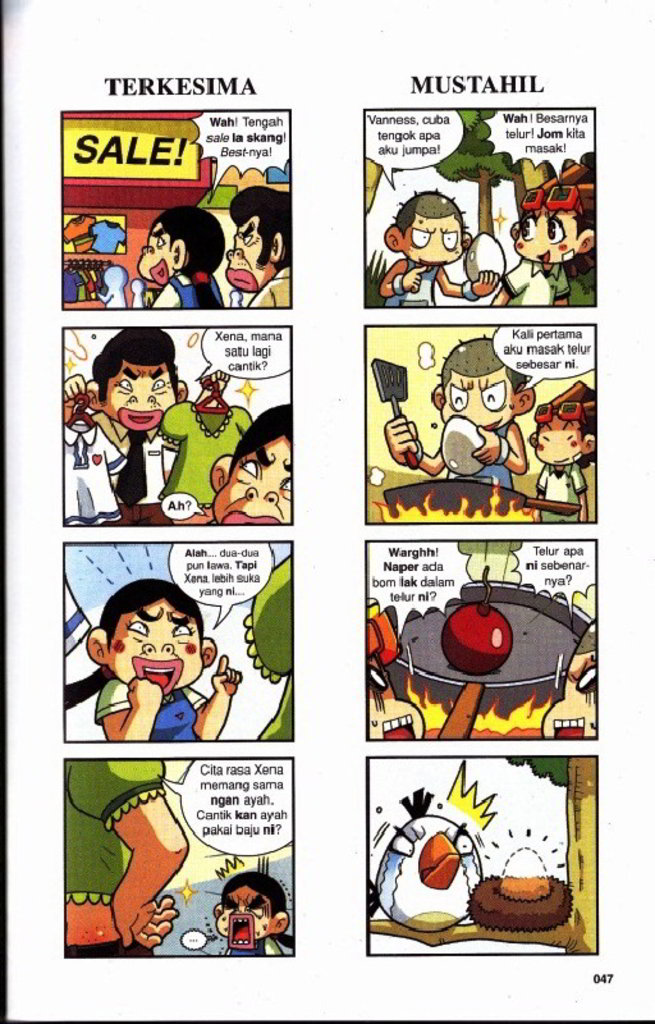 TERKESIMA
SALE!
Wah! Tengah
sale la skang!
Best-nya!
Xena, mana
satu lagi
cantik?
A.h?
Alah.... dua-dua
pun lawa. Tapi
Xena lebih suka
yang ni....
Cita rasa Xena
memang sama
ngan ayah.
Cantik kan ayah
pakai baju ni?
...
MUSTAHIL
Vanness, cuba
tengok apa
aku jumpa!
Wah! Besarnya
telur! Jom kita
masak!
Kali pertama
aku masak telur
sebesar ni.
Warghh!
Naper ada
bom lak dalam
telur ni?
Telur apa
ni sebenar-
nya?
047